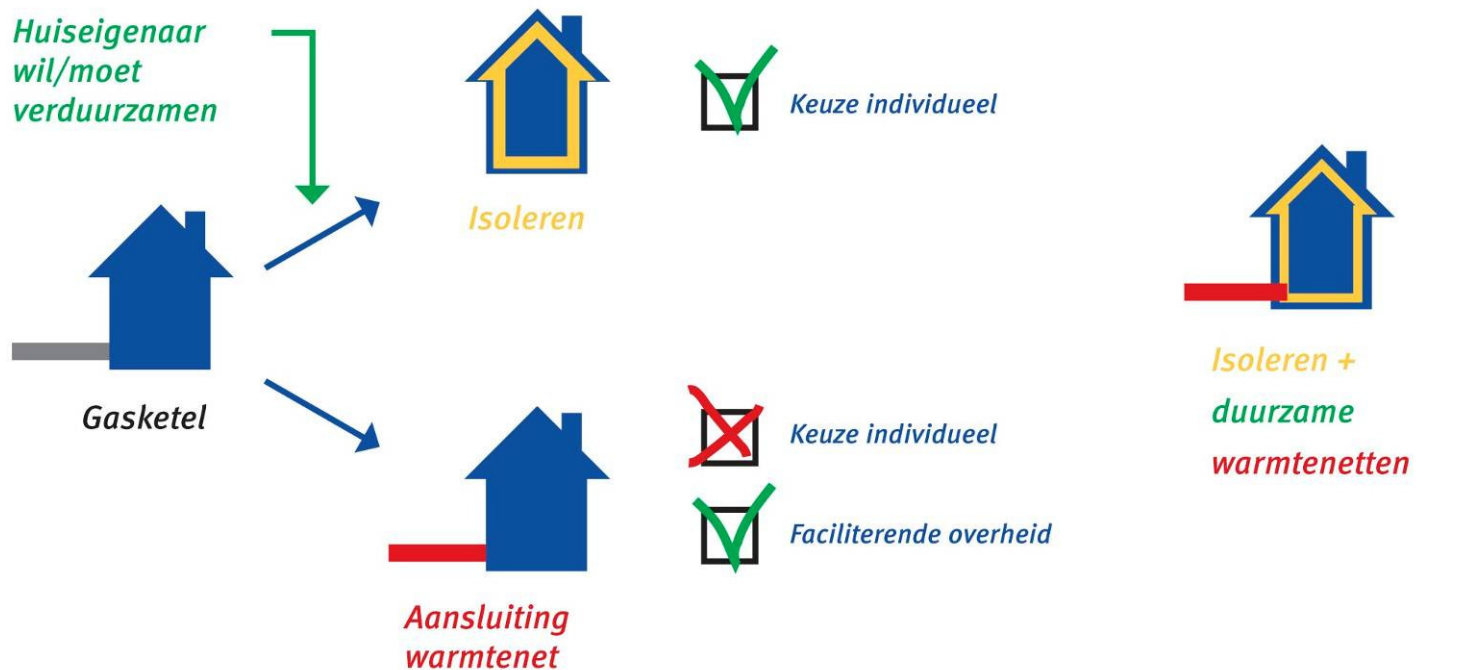 Huiseigenaar
wil/moet
verduurzamen
Keuze individueel
Isoleren
Gasketel
Keuze individueel
Faciliterende overheid
Aansluiting
warmtenet
Isoleren +
duurzame
warmtenetten